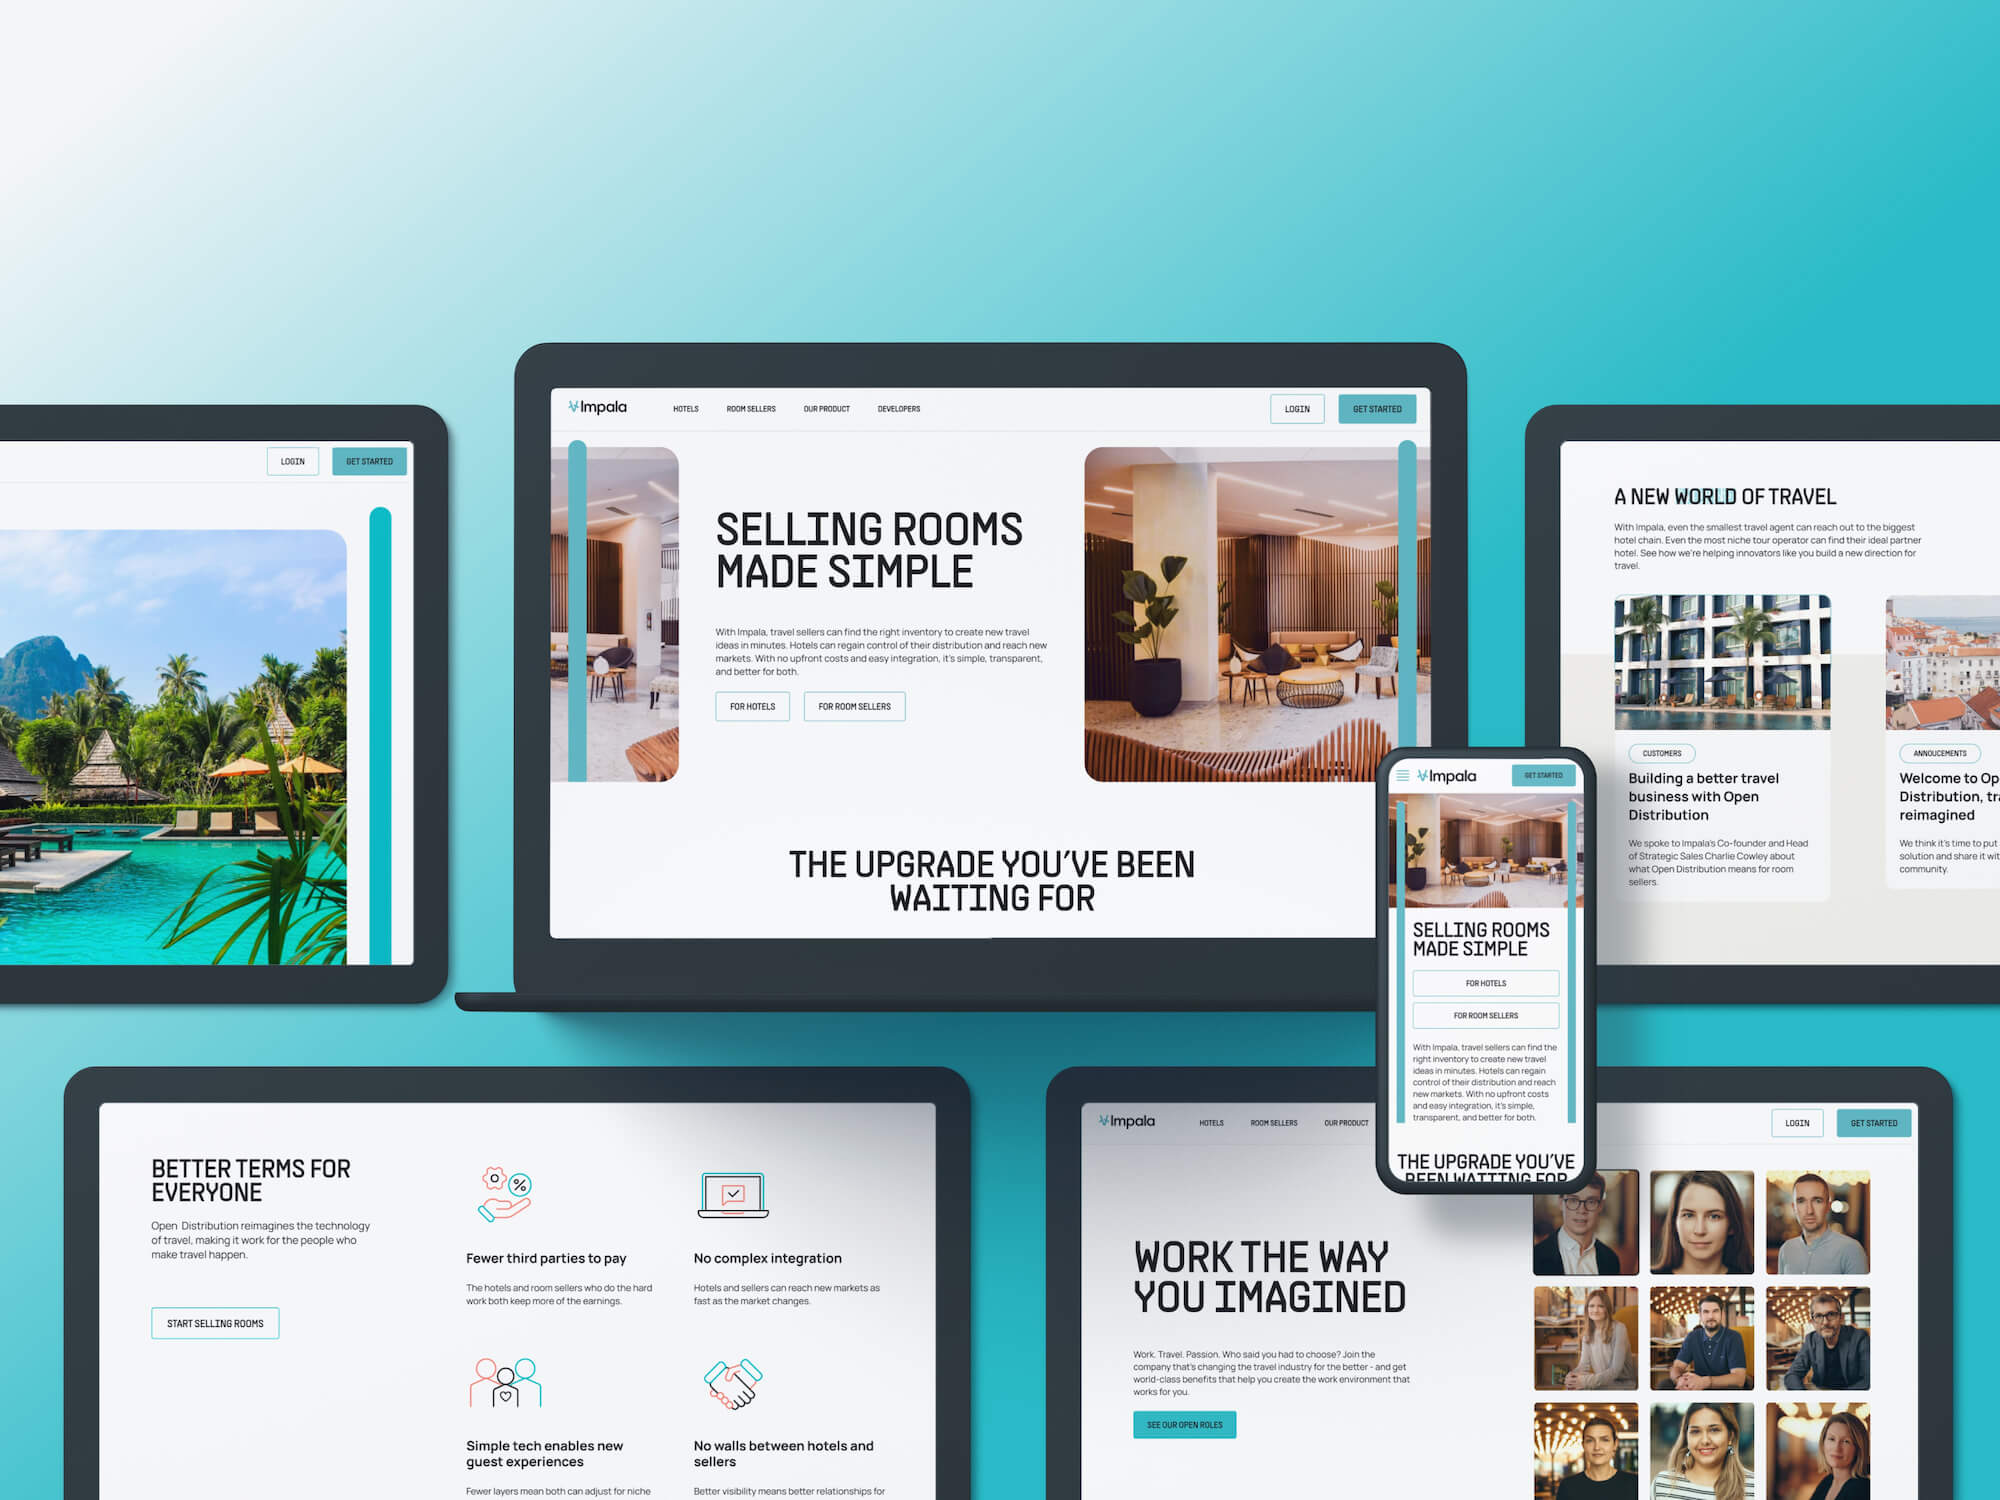 LOGIN
GET STARTED
Impala
HOTELS
ROOM SELLERS
OUR PRODUCT
DEVELOPERS
LOGIN
GET STARTED
SELLING ROOMS
MADE SIMPLE
With Impala, travel sellers can find the right inventory to create new travel
ideas in minutes. Hotels can regain control of their distribution and reach new
markets. With no upfront costs and easy integration, it's simple, transparent,
and better for both.
FOR HOTELS
FOR ROOM SELLERS
THE UPGRADE YOU'VE BEEN
WAITING FOR
A NEW WORLD OF TRAVEL
With Impala, even the smallest travel agent can reach out to the biggest
hotel chain. Even the most niche tour operator can find their ideal partner
hotel. See how we're helping innovators like you build a new direction for
travel.
CUSTOMERS
Building a better travel
business with Open
Distribution
We spoke to Impala's Co-founder and Head
of Strategic Sales Charlie Cowley about
what Open Distribution means for room
sellers.
ANNOUCEMENTS
Welcome to Op
Distribution, tra
reimagined
We think it's time to put
solution and share it wit
community.
Impala
GET STARTED
SELLING ROOMS
MADE SIMPLE
FOR HOTELS
FOR ROOM SELLERS
With Impala, travel sellers can find the
right inventory to create new travel
ideas in minutes. Hotels can regain
control of their distribution and reach
new markets. With no upfront costs
and easy integration, it's simple,
transparent, and better for both.
THE UPGRADE YOU'VE
BEEN WAITING FOR
BETTER TERMS FOR
EVERYONE
Open Distribution reimagines the technology
of travel, making it work for the people who
make travel happen.
START SELLING ROOMS
Fewer third parties to pay
The hotels and room sellers who do the hard
work both keep more of the earnings.
No complex integration
Hotels and sellers can reach new markets as
fast as the market changes.
Simple tech enables new
guest experiences
Fewer layers mean both can adjust for niche
No walls between hotels and
sellers
Better visibility means better relationships for
Impala
HOTELS
ROOM SELLERS
OUR PRODUCT
LOGIN
GET STARTED
WORK THE WAY
YOU IMAGINED
Work. Travel. Passion. Who said you had to choose? Join the
company that's changing the travel industry for the better - and get
world-class benefits that help you create the work environment that
works for you.
SEE OUR OPEN ROLES